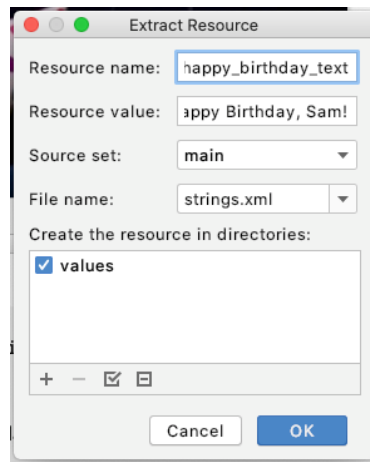 Extract Resource
Resource name: happy_birthday_text
Resource value: appy Birthday, Sam!
Source set: main
File name: strings.xml
Create the resource in directories:
values
Cancel OK